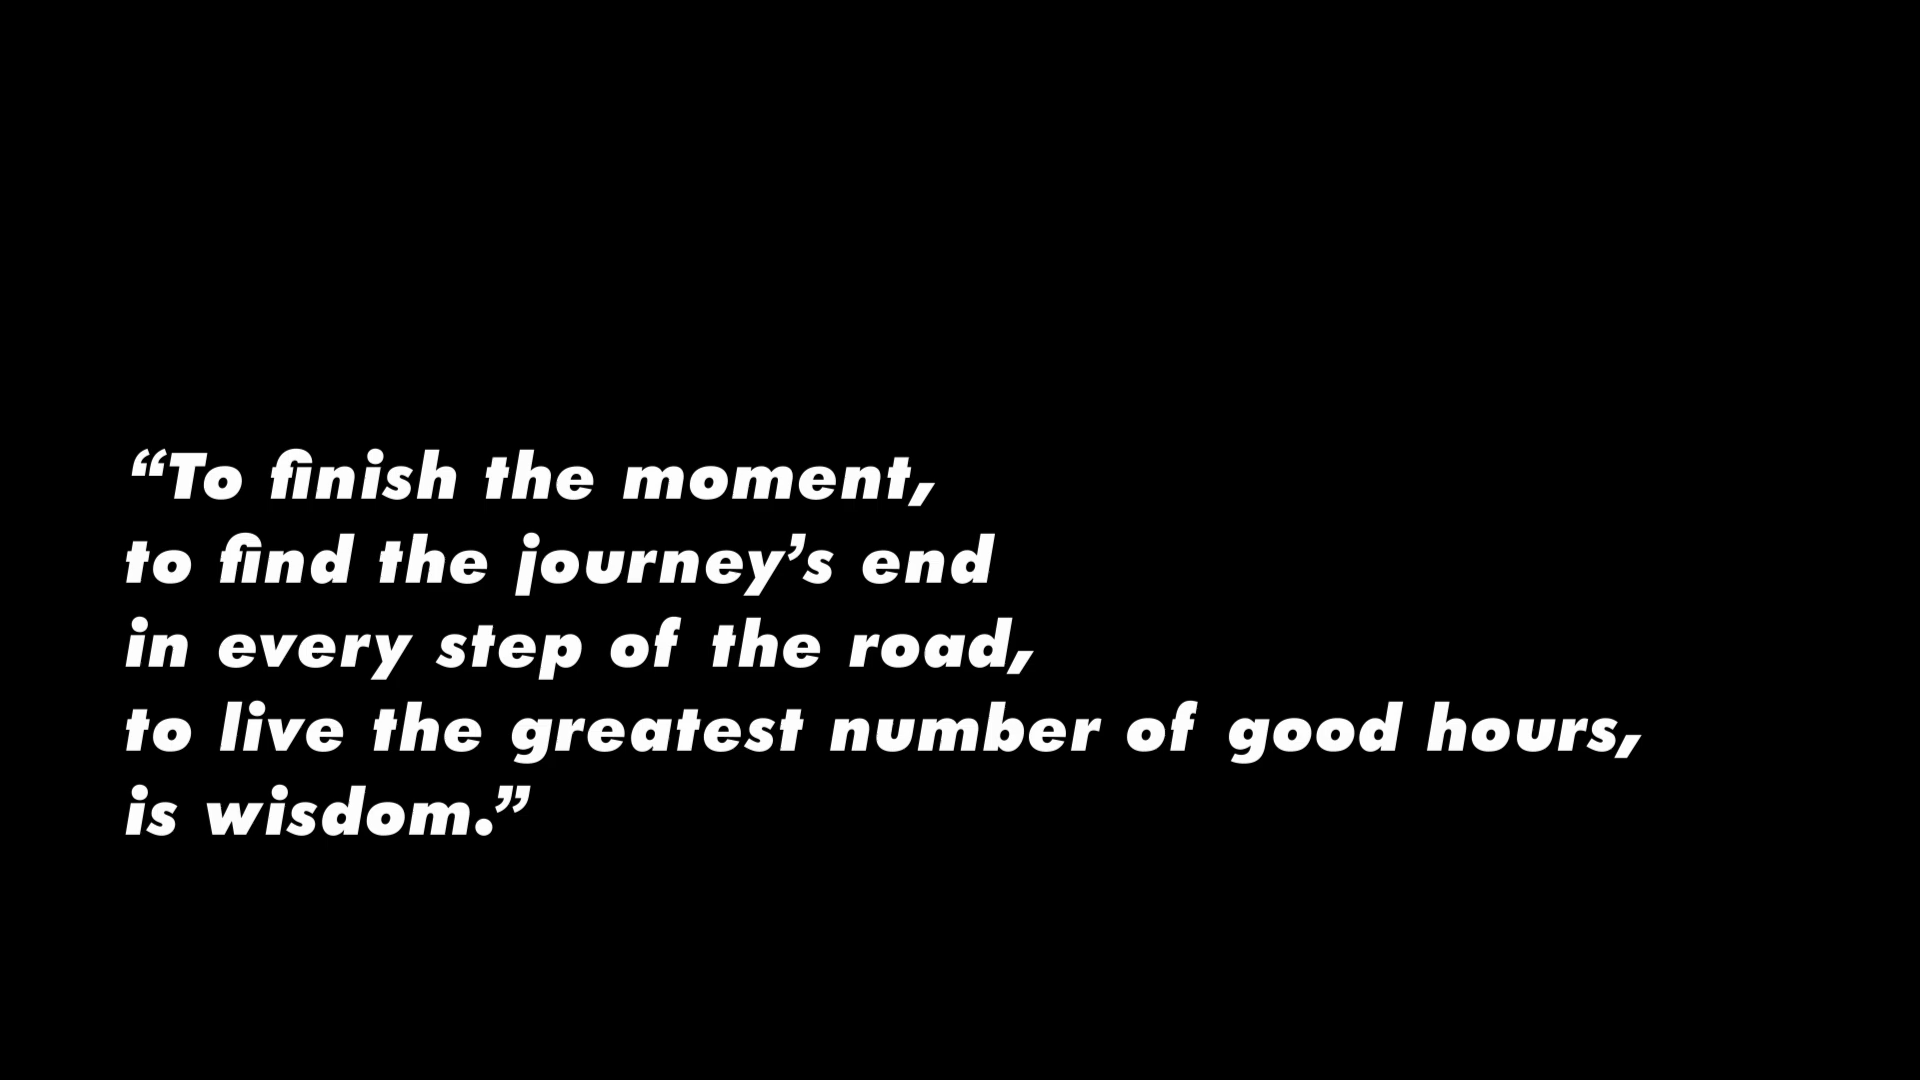 “To finish the moment,
to find the journey’s end
in every step of the road,
to live the greatest number of good hours,
is wisdom.”